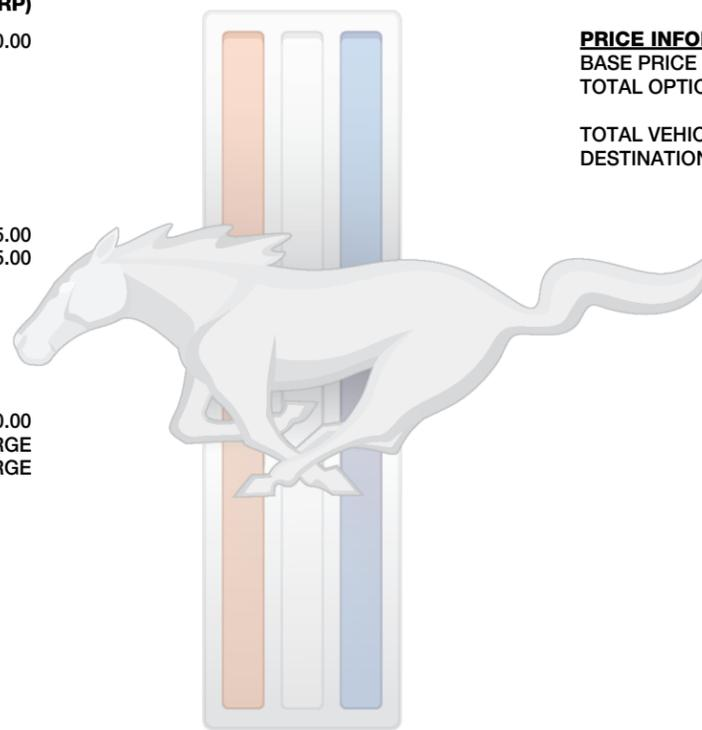 RP)
0.00
5.00
5.00
0.00
RGE
RGE
PRICE INFO
BASE PRICE
TOTAL OPTIO
TOTAL VEHIC
DESTINATION